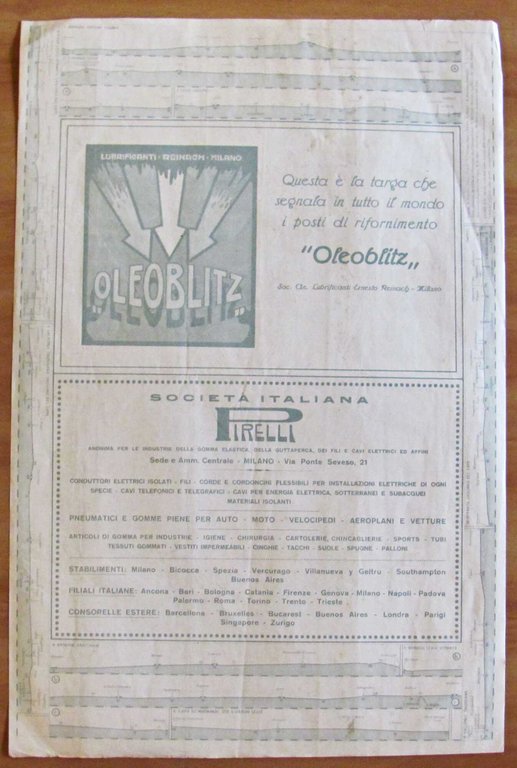 LUBRIFICANTI · REINACH · MILANO
"OLEOBLITZ"
Questa è la targa che
segnala in tutto il mondo
i posti di rifornimento
"Oleoblitz„
Soc. An. Lubrificanti Ernesto Reinach - Milano
SOCIETÀ ITALIANA
PIRELLI
ANONIMA PER LE INDUSTRIE DELLA GOMMA ELASTICA, DELLA GUTTAPERCA, DEI FILI E CAVI ELETTRICI ED AFFINI
Sede e Amm. Centrale - MILANO - Via Ponte Seveso, 21
CONDUTTORI ELETTRICI ISOLATI - FILI - CORDE E CORDONCINI FLESSIBILI PER INSTALLAZIONI ELETTRICHE DI OGNI
SPECIE - CAVI TELEFONICI E TELEGRAFICI - CAVI PER ENERGIA ELETTRICA, SOTTERRANEI E SUBACQUEI
MATERIALI ISOLANTI
PNEUMATICI E GOMME PIENE PER AUTO - MOTO - VELOCIPEDI - AEROPLANI E VETTURE
ARTICOLI DI GOMMA PER INDUSTRIE - IGIENE - CHIRURGIA - CARTOLERIE, CHINCAGLIERIE - SPORTS - TUBI
TESSUTI GOMMATI - VESTITI IMPERMEABILI - CINGHIE - TACCHI - SUOLE - SPUGNE - PALLONI
STABILIMENTI: Milano - Bicocca - Spezia - Vercurago - Villanueva y Geltru - Southampton
Buenos Aires
FILIALI ITALIANE: Ancona - Bari - Bologna - Catania - Firenze - Genova - Milano - Napoli - Padova
Palermo - Roma - Torino - Trento - Trieste
CONSORELLE ESTERE: Barcellona - Bruxelles - Bucarest - Buenos Aires - Londra - Parigi
Singapore - Zurigo